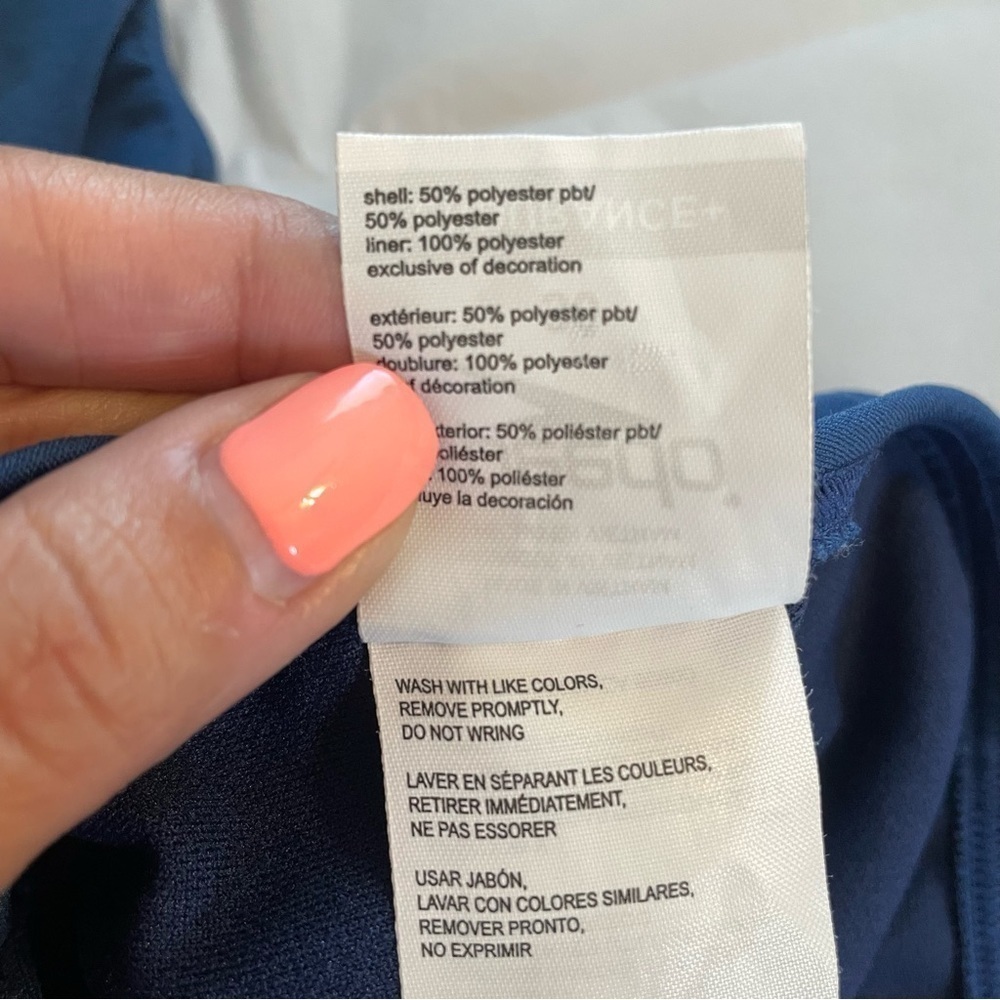 shell: 50% polyester pbt/
50% polyester
liner: 100% polyester
exclusive of decoration
extérieur: 50% polyester pbt/
50% polyester
doublure: 100% polyester
décoration
50% poliéster pbt/
100% poliéster
la decoración
WASH WITH LIKE COLORS,
REMOVE PROMPTLY,
DO NOT WRING
LAVER EN SÉPARANT LES COULEURS,
RETIRER IMMÉDIATEMENT,
NE PAS ESSORER
USAR JABÓN,
LAVAR CON COLORES SIMILARES,
REMOVER PRONTO,
NO EXPRIMIR